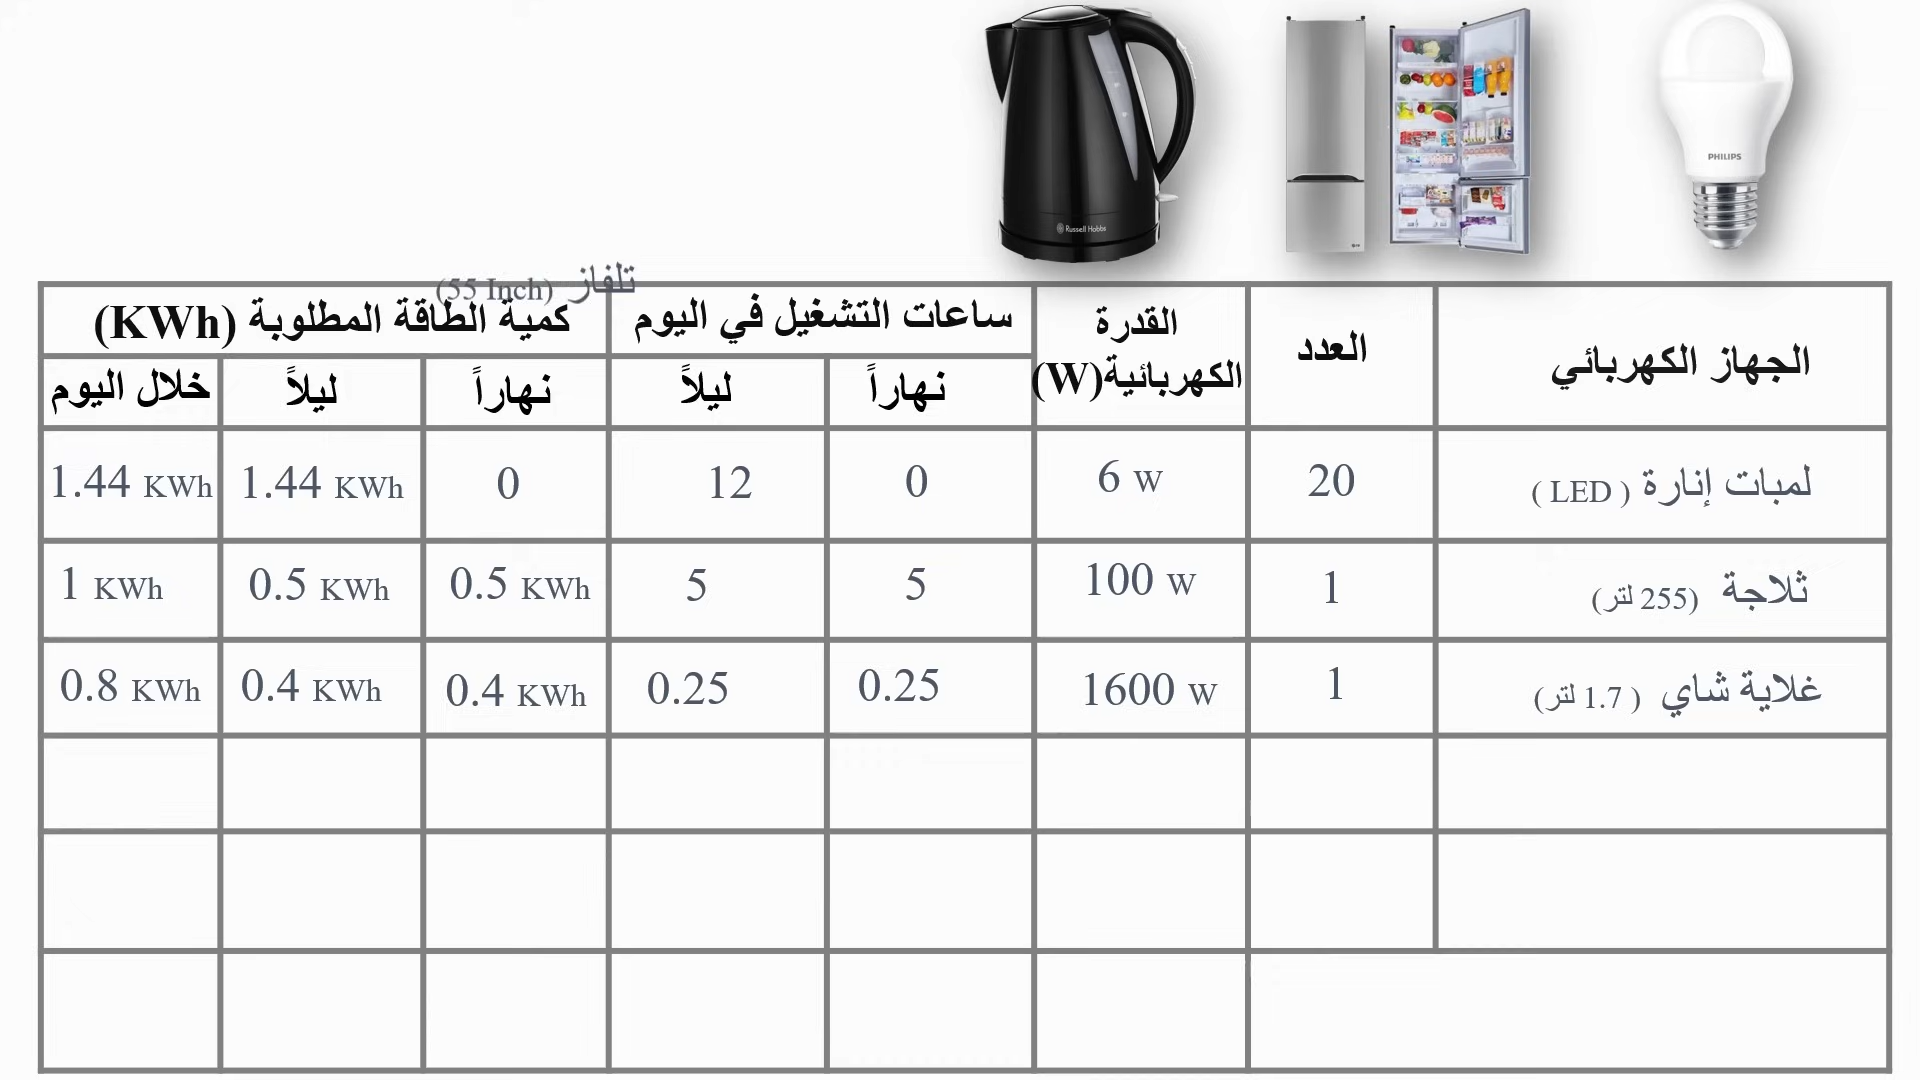 PHILIPS
Russell Hobbs
تلفاز (55 Inch)
الجهاز الكهربائي
العدد
القدرة الكهربائية(W)
ساعات التشغيل في اليوم
كمية الطاقة المطلوبة (KWh)
نهاراً
ليلاً
نهاراً
ليلاً
خلال اليوم
لمبات إنارة ( LED ) 20 6 W 0 12 0 1.44 KWh 1.44 KWh
ثلاجة (255 لتر) 1 100 W 5 5 0.5 KWh 0.5 KWh 1 KWh
غلاية شاي ( 1.7 لتر) 1 1600 W 0.25 0.25 0.4 KWh 0.4 KWh 0.8 KWh